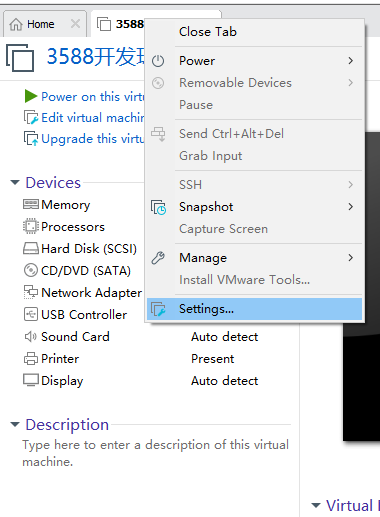 Home
3588
Close Tab
3588开发
Power on this virtu
Power
Edit virtual machin
Removable Devices
Upgrade this virtu
Pause
Send Ctrl+Alt+Del
Grab Input
Devices
SSH
Memory
Snapshot
Processors
Capture Screen
Hard Disk (SCSI)
Manage
CD/DVD (SATA)
Install VMware Tools...
Network Adapter
USB Controller
Settings...
Sound Card Auto detect
Printer Present
Display Auto detect
Description
Type here to enter a description of this virtual
machine.
Virtual